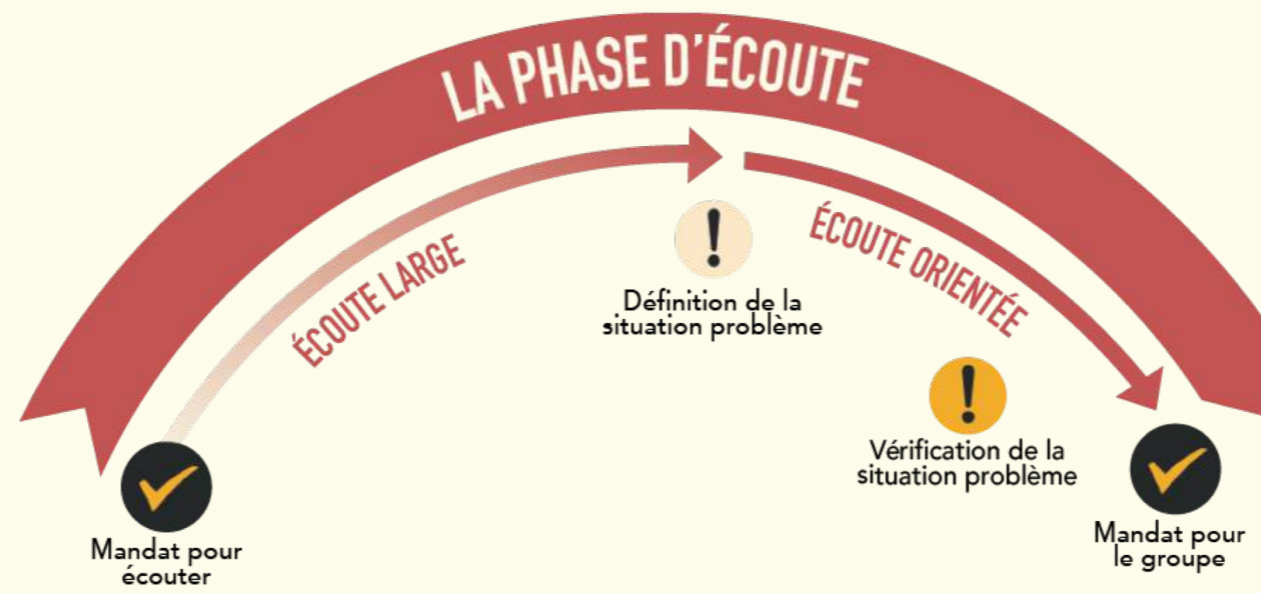 LA PHASE D'ÉCOUTE
ÉCOUTE LARGE
ÉCOUTE ORIENTÉE
Définition de la
situation problème
Vérification de la
situation problème
Mandat pour
écouter
Mandat pour
le groupe